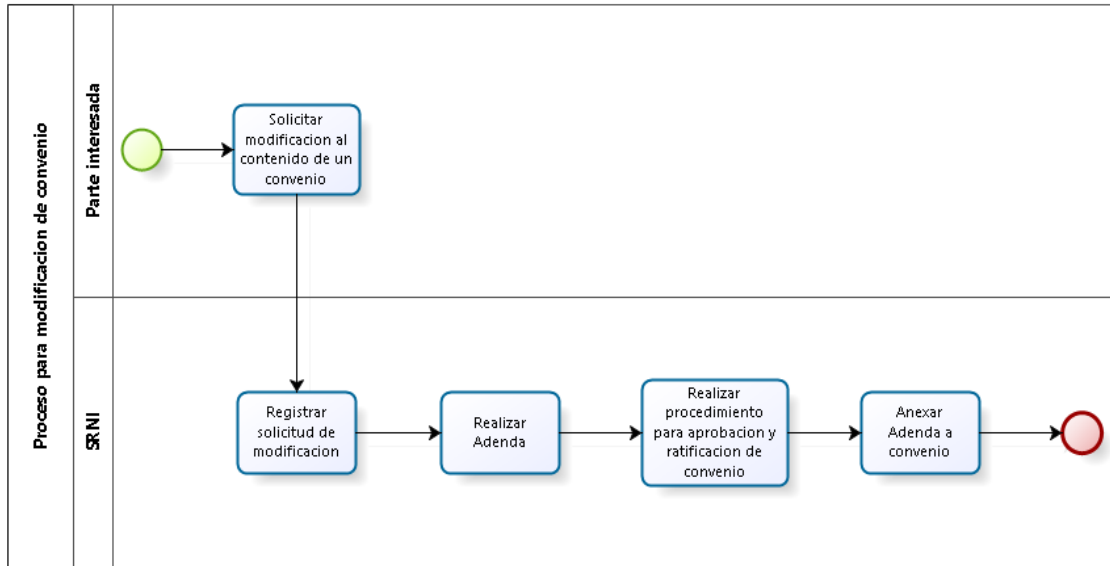 Proceso para modificacion de convenio
Parte interesada
Solicitar
modificacion al
contenido de un
convenio
SRNI
Registrar
solicitud de
modificacion
Realizar
Adenda
Realizar
procedimiento
para aprobacion y
ratificacion de
convenio
Anexar
Adenda a
convenio